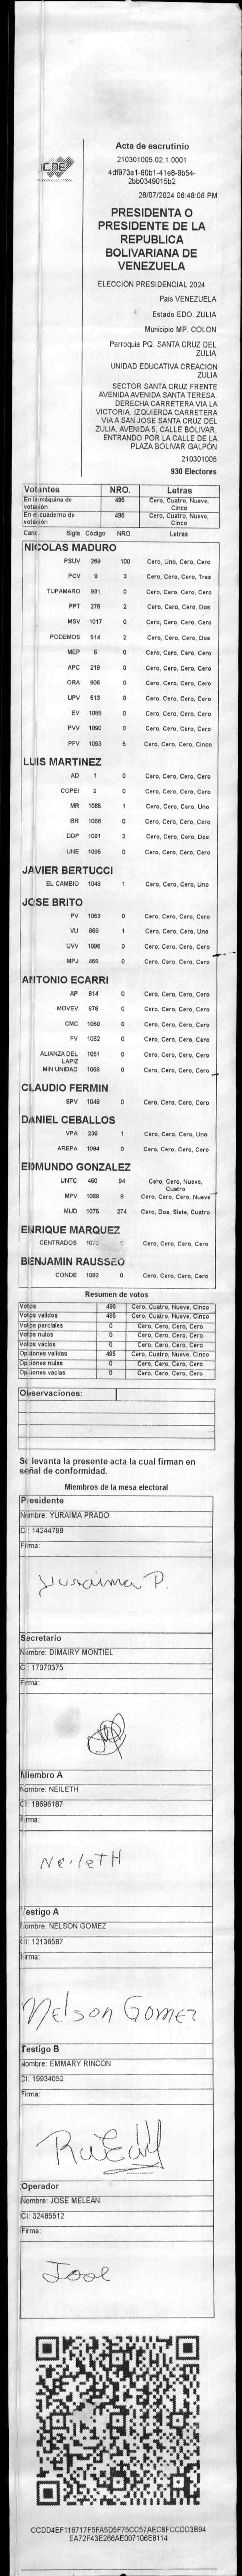 CNE
Acta de escrutinio
210301005.02.1.0001
4df973a1-80b1-41e8-9b54-
2bb0349015b2
28/07/2024 06:48:06 PM
PRESIDENTA O
PRESIDENTE DE LA
REPUBLICA
BOLIVARIANA DE
VENEZUELA
ELECCIÓN PRESIDENCIAL 2024
Pais VENEZUELA
Estado EDO. ZULIA
Municipio MP. COLON
Parroquia PQ. SANTA CRUZ DEL
ZULIA
UNIDAD EDUCATIVA CREACION
ZULIA
SECTOR SANTA CRUZ FRENTE
AVENIDA AVENIDA SANTA TERESA.
DERECHA CARRETERA VIA LA
VICTORIA. IZQUIERDA CARRETERA
VIA A SAN JOSE SANTA CRUZ DEL
ZULIA, AVENIDA 5, CALLE BOLIVAR,
ENTRANDO POR LA CALLE DE LA
PLAZA BOLIVAR GALPÓN
210301005
930 Electores
Votantes NRO. Letras
En la máquina de votación 495 Cero, Cuatro, Nueve, Cinco
En el cuaderno de votación 495 Cero, Cuatro, Nueve, Cinco
Cand. Sigla Código NRO. Letras
NICOLAS MADURO
PSUV 269 100 Cero, Uno, Cero, Cero
PCV 9 3 Cero, Cero, Cero, Tres
TUPAMARO 931 0 Cero, Cero, Cero, Cero
PPT 276 2 Cero, Cero, Cero, Dos
MSV 1017 0 Cero, Cero, Cero, Cero
PODEMOS 514 2 Cero, Cero, Cero, Dos
MEP 6 0 Cero, Cero, Cero, Cero
APC 219 0 Cero, Cero, Cero, Cero
ORA 906 0 Cero, Cero, Cero, Cero
UPV 513 0 Cero, Cero, Cero, Cero
EV 1089 0 Cero, Cero, Cero, Cero
PVV 1090 0 Cero, Cero, Cero, Cero
PFV 1093 5 Cero, Cero, Cero, Cinco
LUIS MARTINEZ
AD 1 0 Cero, Cero, Cero, Cero
COPEI 2 0 Cero, Cero, Cero, Cero
MR 1065 1 Cero, Cero, Cero, Uno
BR 1066 0 Cero, Cero, Cero, Cero
DDP 1091 2 Cero, Cero, Cero, Dos
UNE 1095 0 Cero, Cero, Cero, Cero
JAVIER BERTUCCI
EL CAMBIO 1048 1 Cero, Cero, Cero, Uno
JOSE BRITO
PV 1053 0 Cero, Cero, Cero, Cero
VU 868 1 Cero, Cero, Cero, Uno
UVV 1096 0 Cero, Cero, Cero, Cero
MPJ 459 0 Cero, Cero, Cero, Cero
ANTONIO ECARRI
AP 814 0 Cero, Cero, Cero, Cero
MOVEV 978 0 Cero, Cero, Cero, Cero
CMC 1050 0 Cero, Cero, Cero, Cero
FV 1062 0 Cero, Cero, Cero, Cero
ALIANZA DEL LAPIZ 1051 0 Cero, Cero, Cero, Cero
MIN UNIDAD 1068 0 Cero, Cero, Cero, Cero
CLAUDIO FERMIN
SPV 1049 0 Cero, Cero, Cero, Cero
DANIEL CEBALLOS
VPA 236 1 Cero, Cero, Cero, Uno
AREPA 1094 0 Cero, Cero, Cero, Cero
EDMUNDO GONZALEZ
UNTC 460 94 Cero, Cero, Nueve, Cuatro
MPV 1069 9 Cero, Cero, Cero, Nueve
MUD 1075 274 Cero, Dos, Siete, Cuatro
ENRIQUE MARQUEZ
CENTRADOS Cero, Cero, Cero, Cero
BENJAMIN RAUSSEO
CONDE 1092 0 Cero, Cero, Cero, Cero
Resumen de votos
Votos 495 Cero, Cuatro, Nueve, Cinco
Votos válidos 495 Cero, Cuatro, Nueve, Cinco
Votos parciales 0 Cero, Cero, Cero, Cero
Votos nulos 0 Cero, Cero, Cero, Cero
Votos vacíos 0 Cero, Cero, Cero, Cero
Opciones validas 495 Cero, Cuatro, Nueve, Cinco
Opciones nulas 0 Cero, Cero, Cero, Cero
Opciones vacias 0 Cero, Cero, Cero, Cero
Observaciones:
Se levanta la presente acta la cual firman en
señal de conformidad.
Miembros de la mesa electoral
Presidente
Nombre: YURAIMA PRADO
CI: 14244799
Firma:
Yuraima P.
Secretario
Nombre: DIMAIRY MONTIEL
CI: 17070375
Firma:
Miembro A
Nombre: NEILETH
CI: 18696187
Firma:
NeileTH
Testigo A
Nombre: NELSON GOMEZ
CI: 12136587
Firma:
Nelson Gomez
Testigo B
Nombre: EMMARY RINCON
CI: 19934052
Firma:
Operador
Nombre: JOSE MELEAN
CI: 32485512
Firma:
Jose
CCDD4EF116717F5FA5D5F75CC57AEC8FCCDD3B94
EA72F43E266AE007106E8114